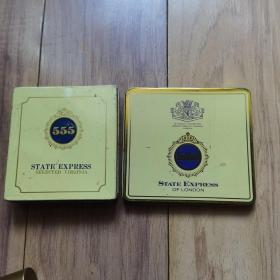 555
STATE EXPRESS
SELECTED VIRGINIA
STATE EXPRESS
OF LONDON